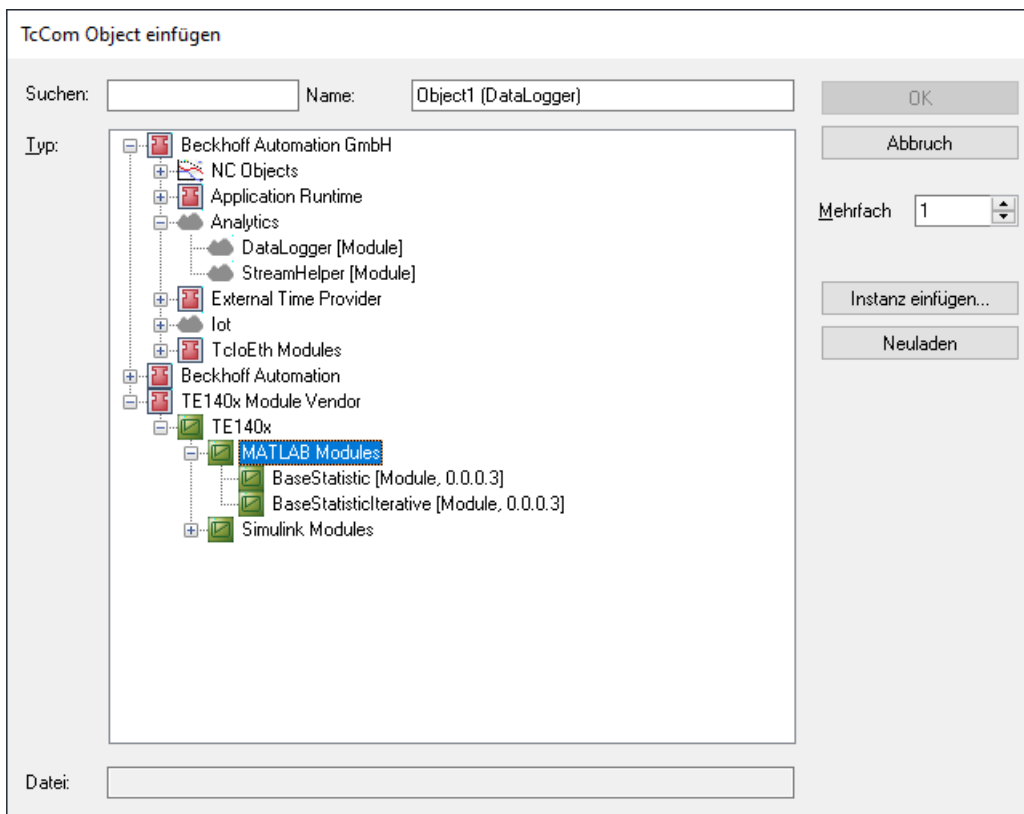 TcCom Object einfügen
Suchen:
Name:
Object1 (DataLogger)
OK
Typ:
Beckhoff Automation GmbH
Abbruch
NC Objects
Application Runtime
Mehrfach
1
Analytics
DataLogger [Module]
StreamHelper [Module]
External Time Provider
Instanz einfügen...
Iot
TcIoEth Modules
Neuladen
Beckhoff Automation
TE140x Module Vendor
TE140x
MATLAB Modules
BaseStatistic [Module, 0.0.0.3]
BaseStatisticIterative [Module, 0.0.0.3]
Simulink Modules
Datei: